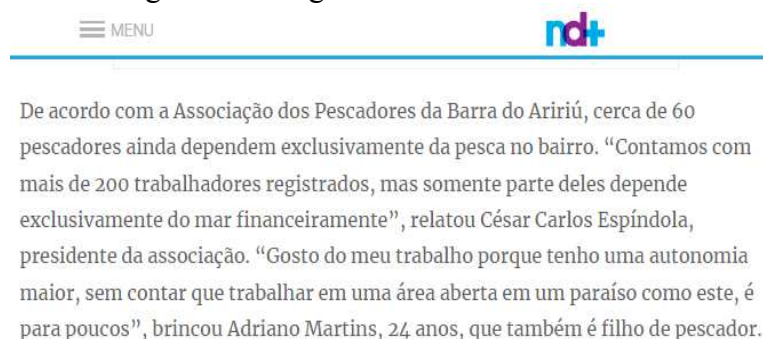 MENU
nd+
De acordo com a Associação dos Pescadores da Barra do Aririú, cerca de 60
pescadores ainda dependem exclusivamente da pesca no bairro. “Contamos com
mais de 200 trabalhadores registrados, mas somente parte deles depende
exclusivamente do mar financeiramente”, relatou César Carlos Espíndola,
presidente da associação. “Gosto do meu trabalho porque tenho uma autonomia
maior, sem contar que trabalhar em uma área aberta em um paraíso como este, é
para poucos”, brincou Adriano Martins, 24 anos, que também é filho de pescador.